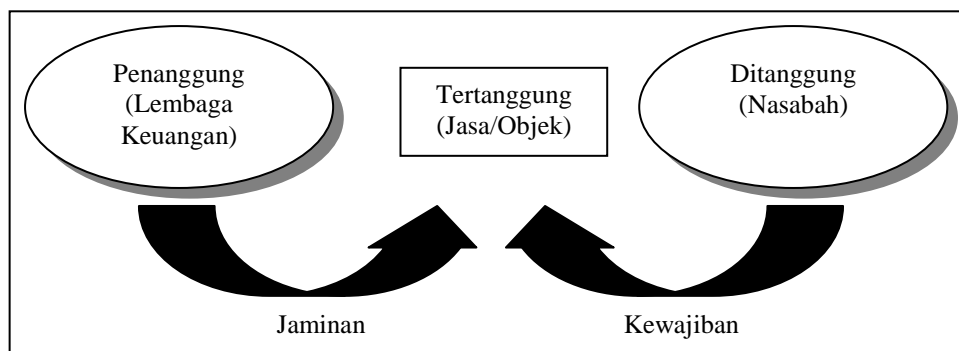 Penanggung
(Lembaga
Keuangan)
Tertanggung
(Jasa/Objek)
Ditanggung
(Nasabah)
Jaminan
Kewajiban